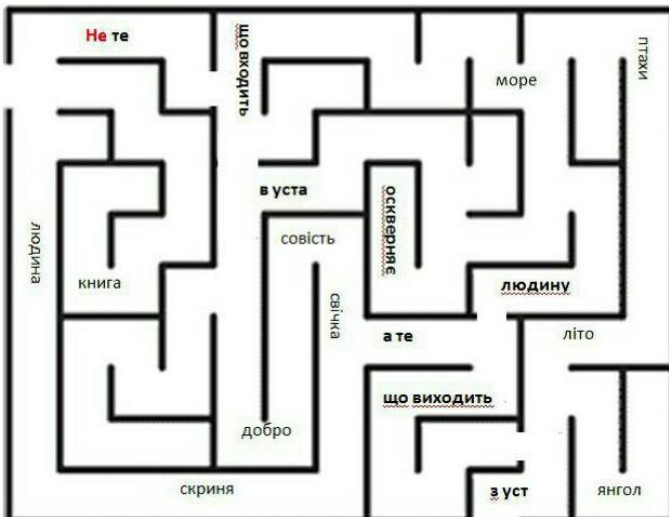 Не те
що входить
птахи
море
в уста
оскверняє
людина
совість
книга
людину
свічка
а те
літо
що виходить
добро
скриня
з уст
янгол